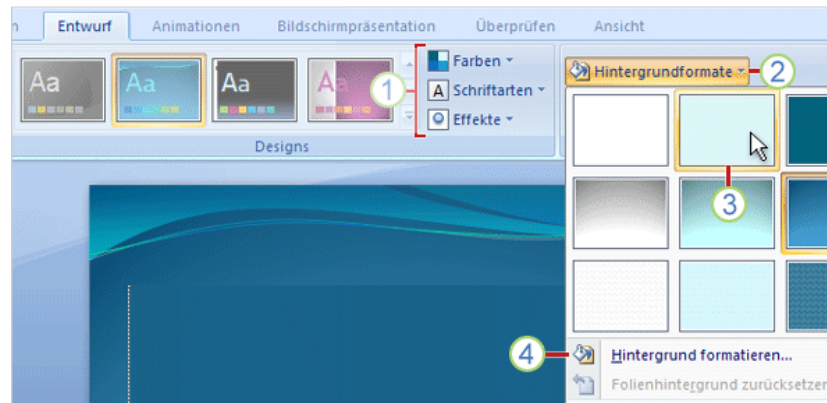 Entwurf Animationen Bildschirmpräsentation Überprüfen Ansicht
Aa Aa Aa Aa
1
Farben
Schriftarten
Effekte
Designs
Hintergrundformate
2
3
4
Hintergrund formatieren...
Folienhintergrund zurücksetzen